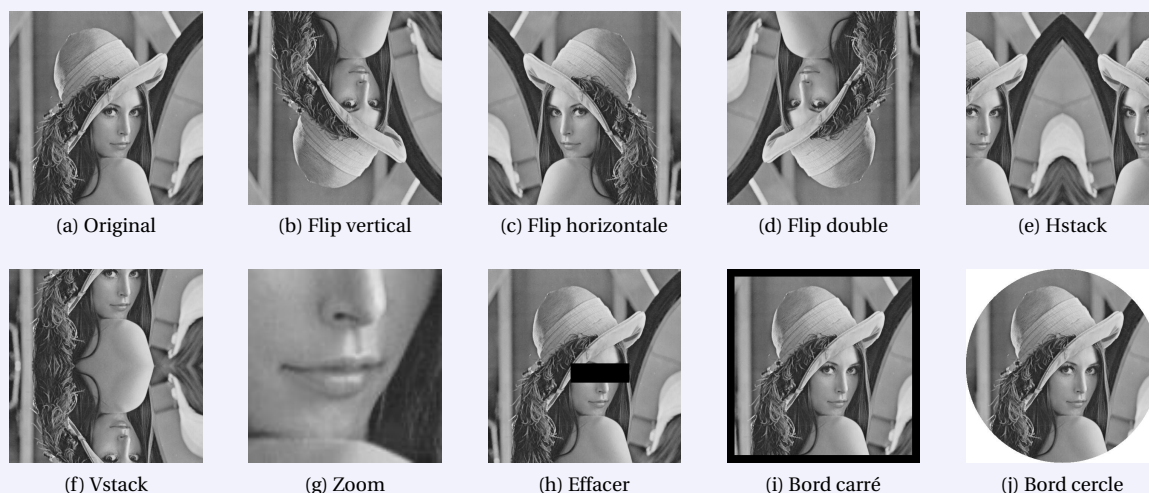 (a) Original
(b) Flip vertical
(c) Flip horizontale
(d) Flip double
(e) Hstack
(f) Vstack
(g) Zoom
(h) Effacer
(i) Bord carré
(j) Bord cercle